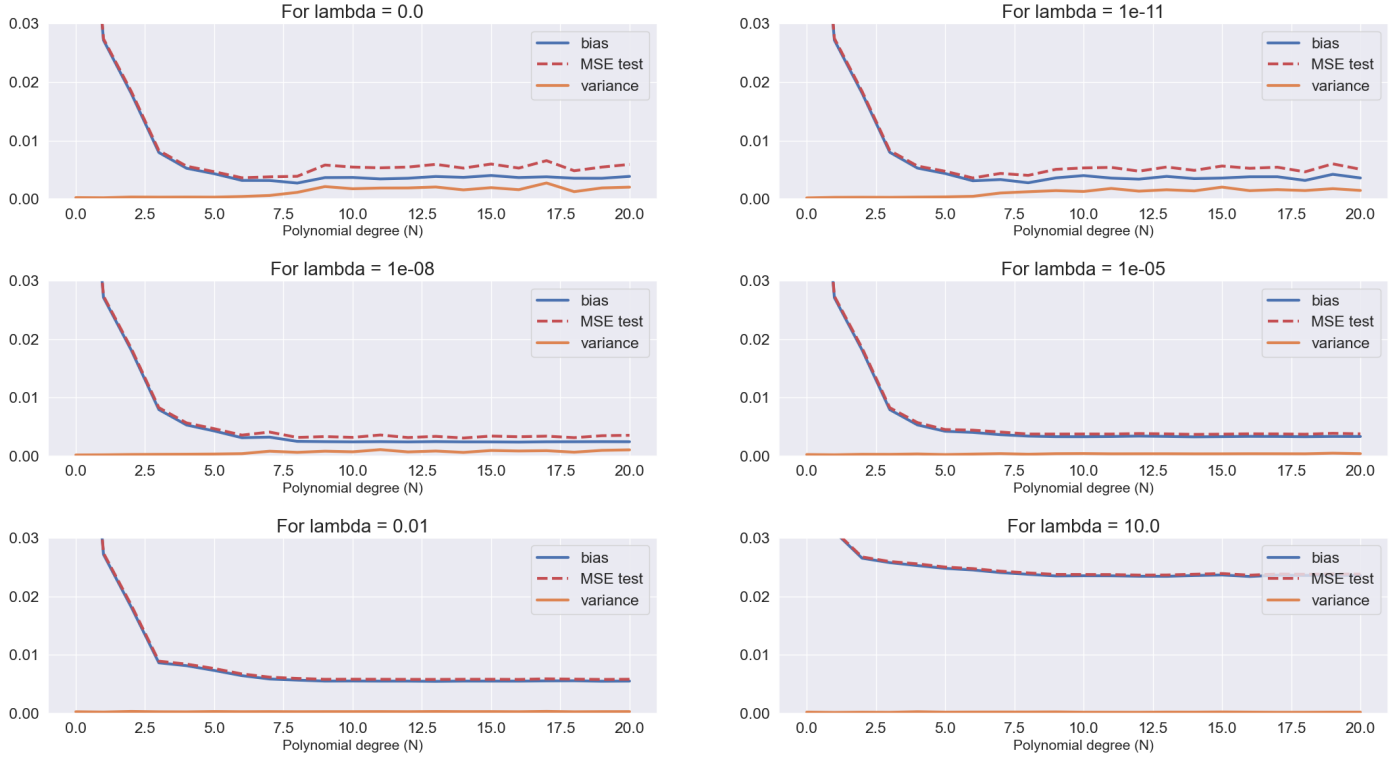 For lambda = 0.0
0.03
0.02
0.01
0.00
bias
MSE test
variance
0.0 2.5 5.0 7.5 10.0 12.5 15.0 17.5 20.0
Polynomial degree (N)
For lambda = 1e-11
0.03
0.02
0.01
0.00
bias
MSE test
variance
0.0 2.5 5.0 7.5 10.0 12.5 15.0 17.5 20.0
Polynomial degree (N)
For lambda = 1e-08
0.03
0.02
0.01
0.00
bias
MSE test
variance
0.0 2.5 5.0 7.5 10.0 12.5 15.0 17.5 20.0
Polynomial degree (N)
For lambda = 1e-05
0.03
0.02
0.01
0.00
bias
MSE test
variance
0.0 2.5 5.0 7.5 10.0 12.5 15.0 17.5 20.0
Polynomial degree (N)
For lambda = 0.01
0.03
0.02
0.01
0.00
bias
MSE test
variance
0.0 2.5 5.0 7.5 10.0 12.5 15.0 17.5 20.0
Polynomial degree (N)
For lambda = 10.0
0.03
0.02
0.01
0.00
bias
MSE test
variance
0.0 2.5 5.0 7.5 10.0 12.5 15.0 17.5 20.0
Polynomial degree (N)